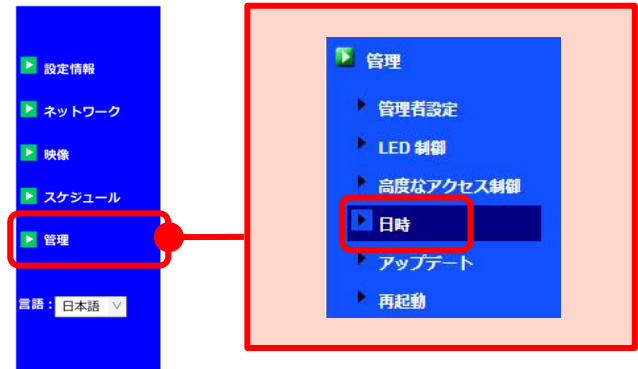 設定情報
ネットワーク
映像
スケジュール
管理
言語： 日本語
管理
管理者設定
LED 制御
高度なアクセス制御
日時
アップデート
再起動